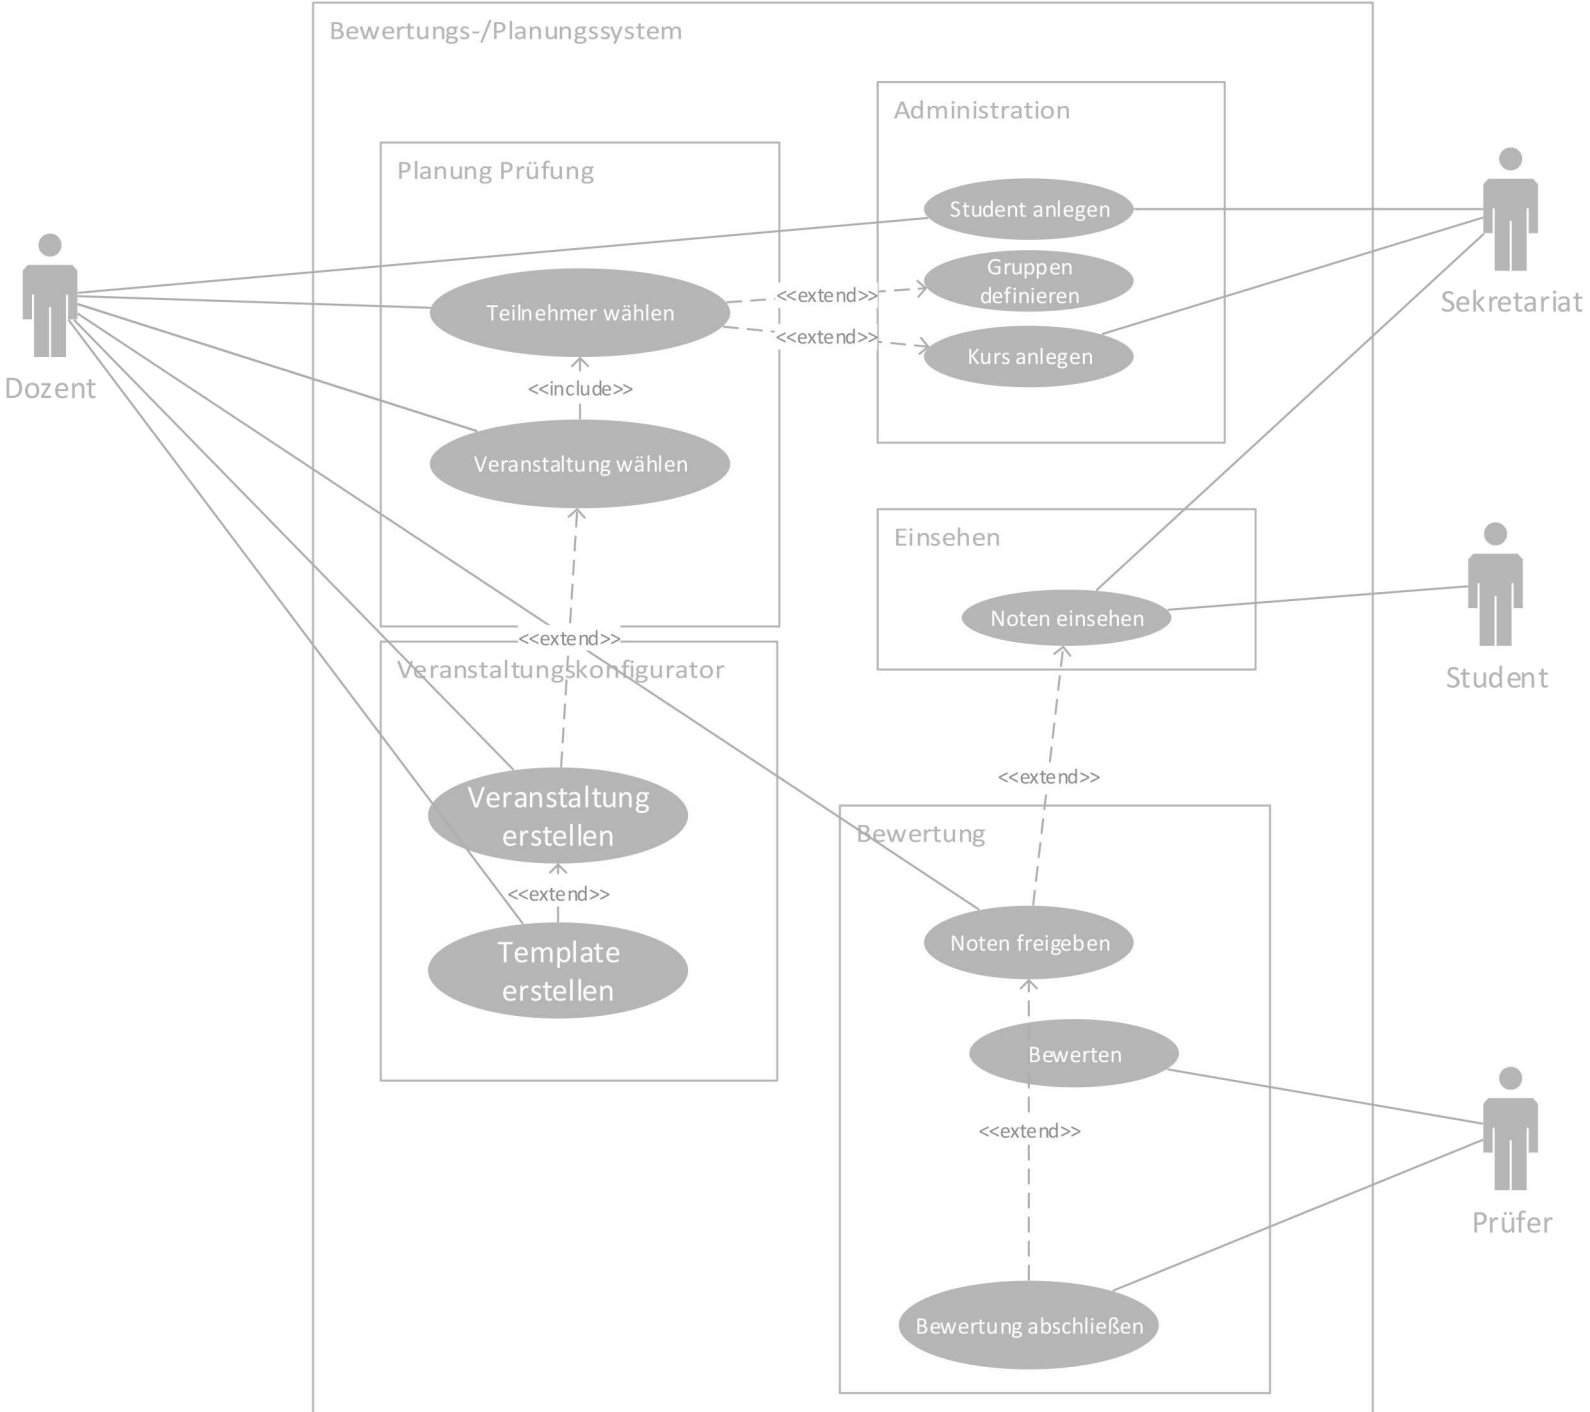 Bewertungs-/Planungssystem
Administration
Planung Prüfung
Student anlegen
Gruppen
definieren
<<extend>>
Teilnehmer wählen
Sekretariat
<<extend>>
Kurs anlegen
Dozent
<<include>>
Veranstaltung wählen
Einsehen
Noten einsehen
<<extend>>
Veranstaltungskonfigurator
Student
<<extend>>
Veranstaltung
erstellen
Bewertung
<<extend>>
Template
erstellen
Noten freigeben
Bewerten
<<extend>>
Prüfer
Bewertung abschließen